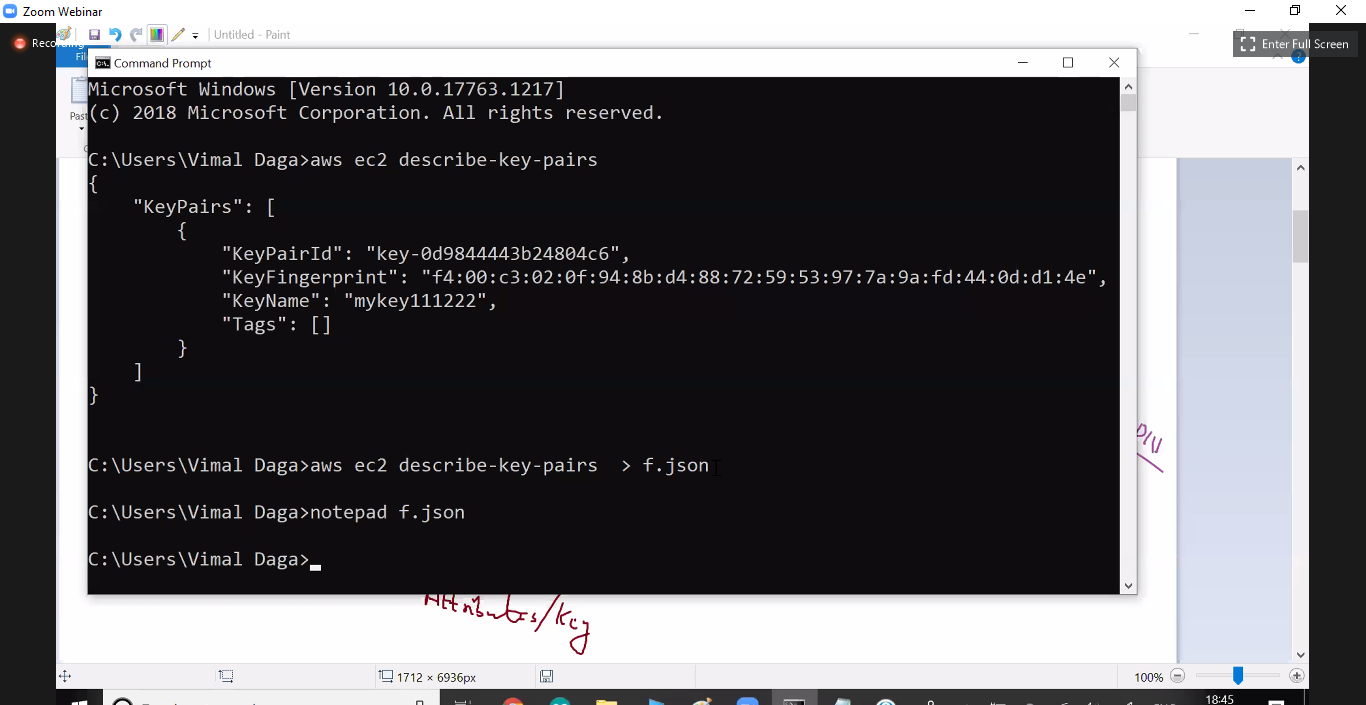 Zoom Webinar
Recording
Untitled - Paint
Enter Full Screen
Command Prompt
Microsoft Windows [Version 10.0.17763.1217]
(c) 2018 Microsoft Corporation. All rights reserved.
C:\Users\Vimal Daga>aws ec2 describe-key-pairs
{
"KeyPairs": [
{
"KeyPairId": "key-0d9844443b24804c6",
"KeyFingerprint": "f4:00:c3:02:0f:94:8b:d4:88:72:59:53:97:7a:9a:fd:44:0d:d1:4e",
"KeyName": "mykey111222",
"Tags": []
}
]
}
C:\Users\Vimal Daga>aws ec2 describe-key-pairs  > f.json
C:\Users\Vimal Daga>notepad f.json
C:\Users\Vimal Daga>
Attributes/Key
1712 × 6936px
100%
18:45